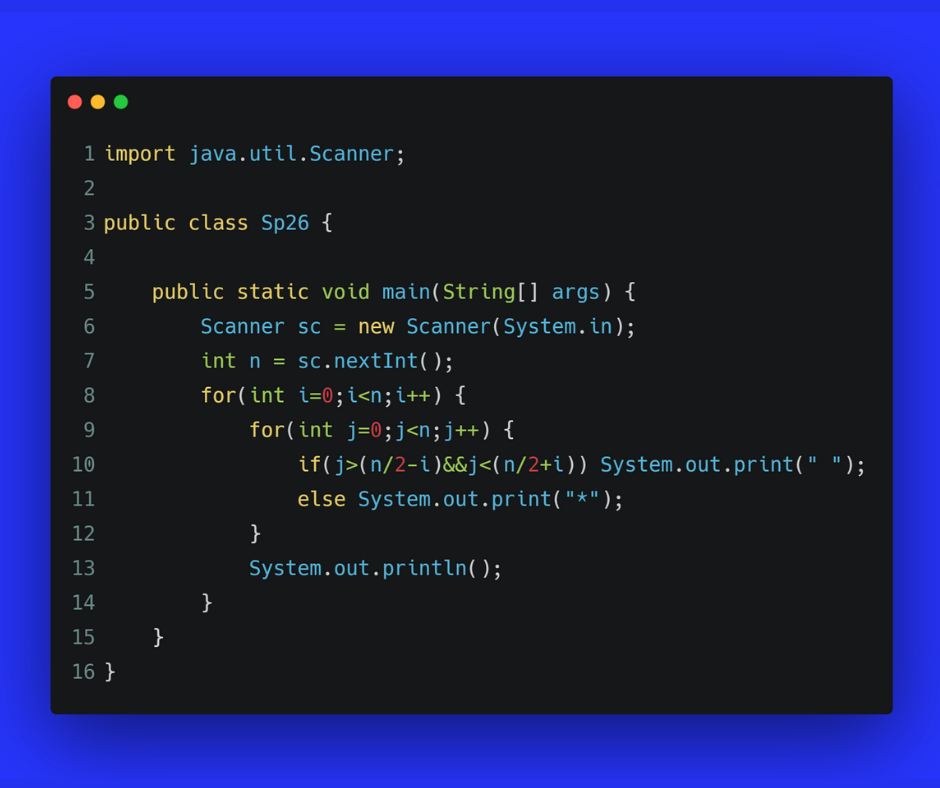 1 import java.util.Scanner;
2
3 public class Sp26 {
4
5     public static void main(String[] args) {
6         Scanner sc = new Scanner(System.in);
7         int n = sc.nextInt();
8         for(int i=0;i<n;i++) {
9             for(int j=0;j<n;j++) {
10                 if(j>(n/2-i)&&j<(n/2+i)) System.out.print(" ");
11                 else System.out.print("*");
12             }
13             System.out.println();
14         }
15     }
16 }